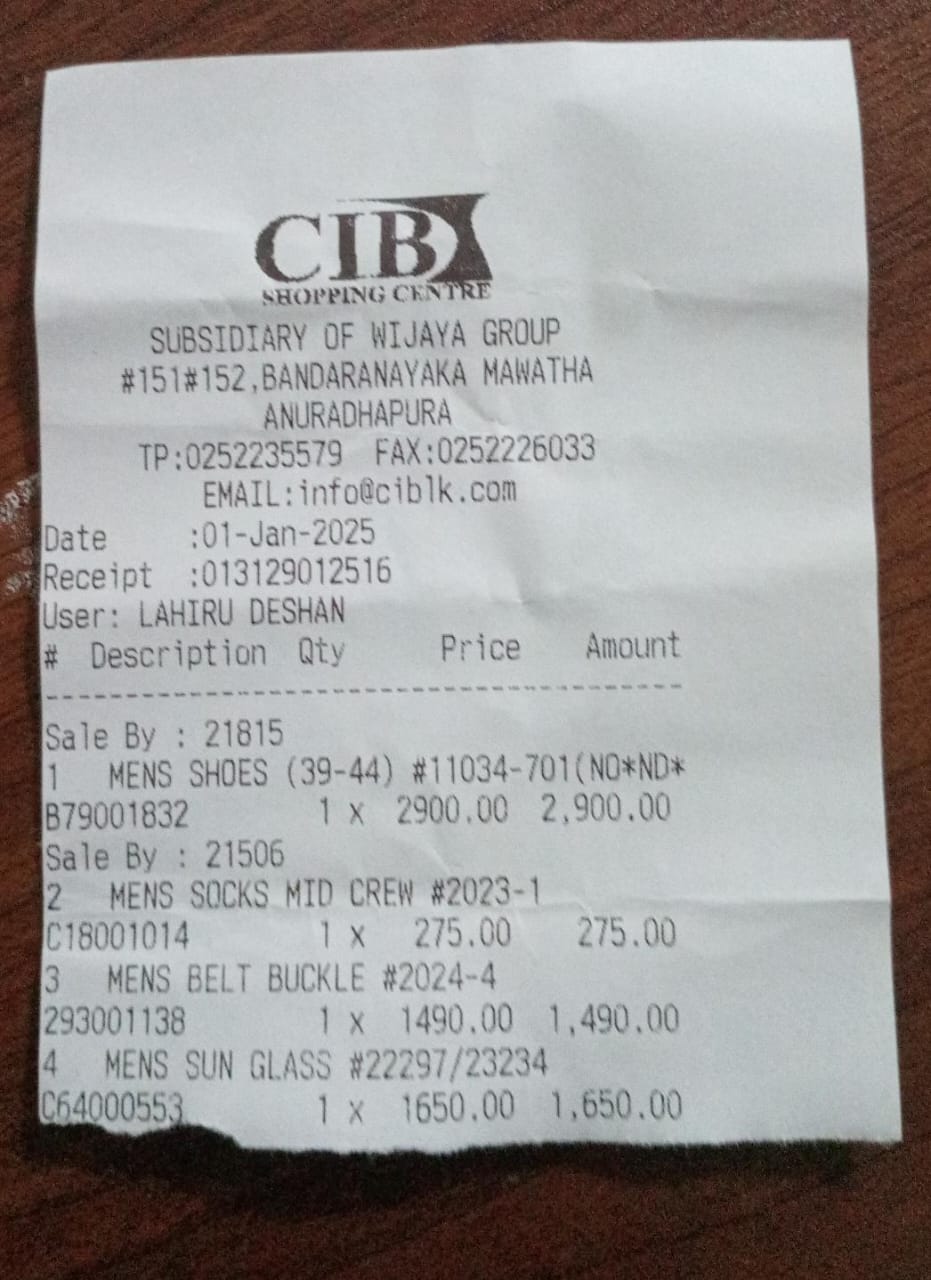 CIB
SHOPPING CENTRE
SUBSIDIARY OF WIJAYA GROUP
#151#152,BANDARANAYAKA MAWATHA
ANURADHAPURA
TP:0252235579 FAX:0252226033
EMAIL:info@ciblk.com
Date :01-Jan-2025
Receipt :013129012516
User: LAHIRU DESHAN
# Description Qty Price Amount
----------------------------------------
Sale By : 21815
1 MENS SHOES (39-44) #11034-701(NO*ND*
B79001832 1 x 2900.00 2,900.00
Sale By : 21506
2 MENS SOCKS MID CREW #2023-1
C18001014 1 x 275.00 275.00
3 MENS BELT BUCKLE #2024-4
293001138 1 x 1490.00 1,490.00
4 MENS SUN GLASS #22297/23234
C64000553 1 x 1650.00 1,650.00